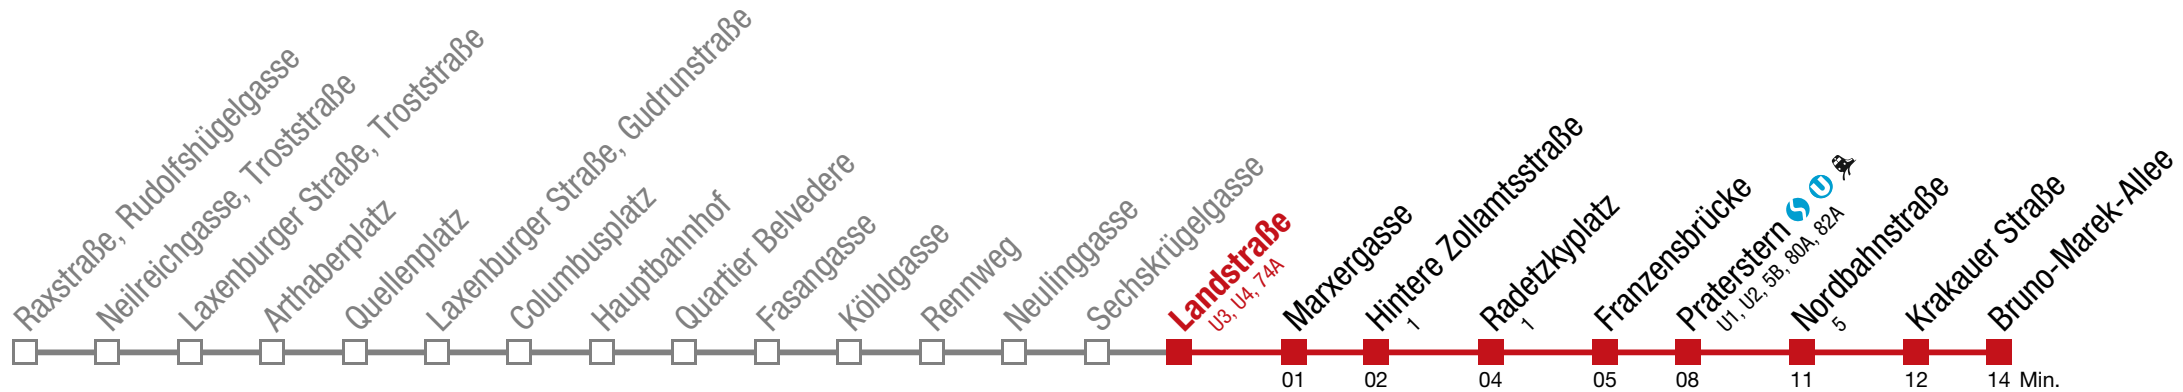 Raxstraße, Rudolfshügelgasse
Neilreichgasse, Troststraße
Laxenburger Straße, Troststraße
Arthaberplatz
Quellenplatz
Laxenburger Straße, Gudrunstraße
Columbusplatz
Hauptbahnhof
Quartier Belvedere
Fasangasse
Kölblgasse
Rennweg
Neulinggasse
Sechskrügelgasse
Landstraße
U3, U4, 74A
Marxergasse
Hintere Zollamtsstraße
1
Radetzkyplatz
1
Franzensbrücke
Praterstern
U1, U2, 5B, 80A, 82A
Nordbahnstraße
5
Krakauer Straße
Bruno-Marek-Allee
01 02 04 05 08 11 12 14 Min.